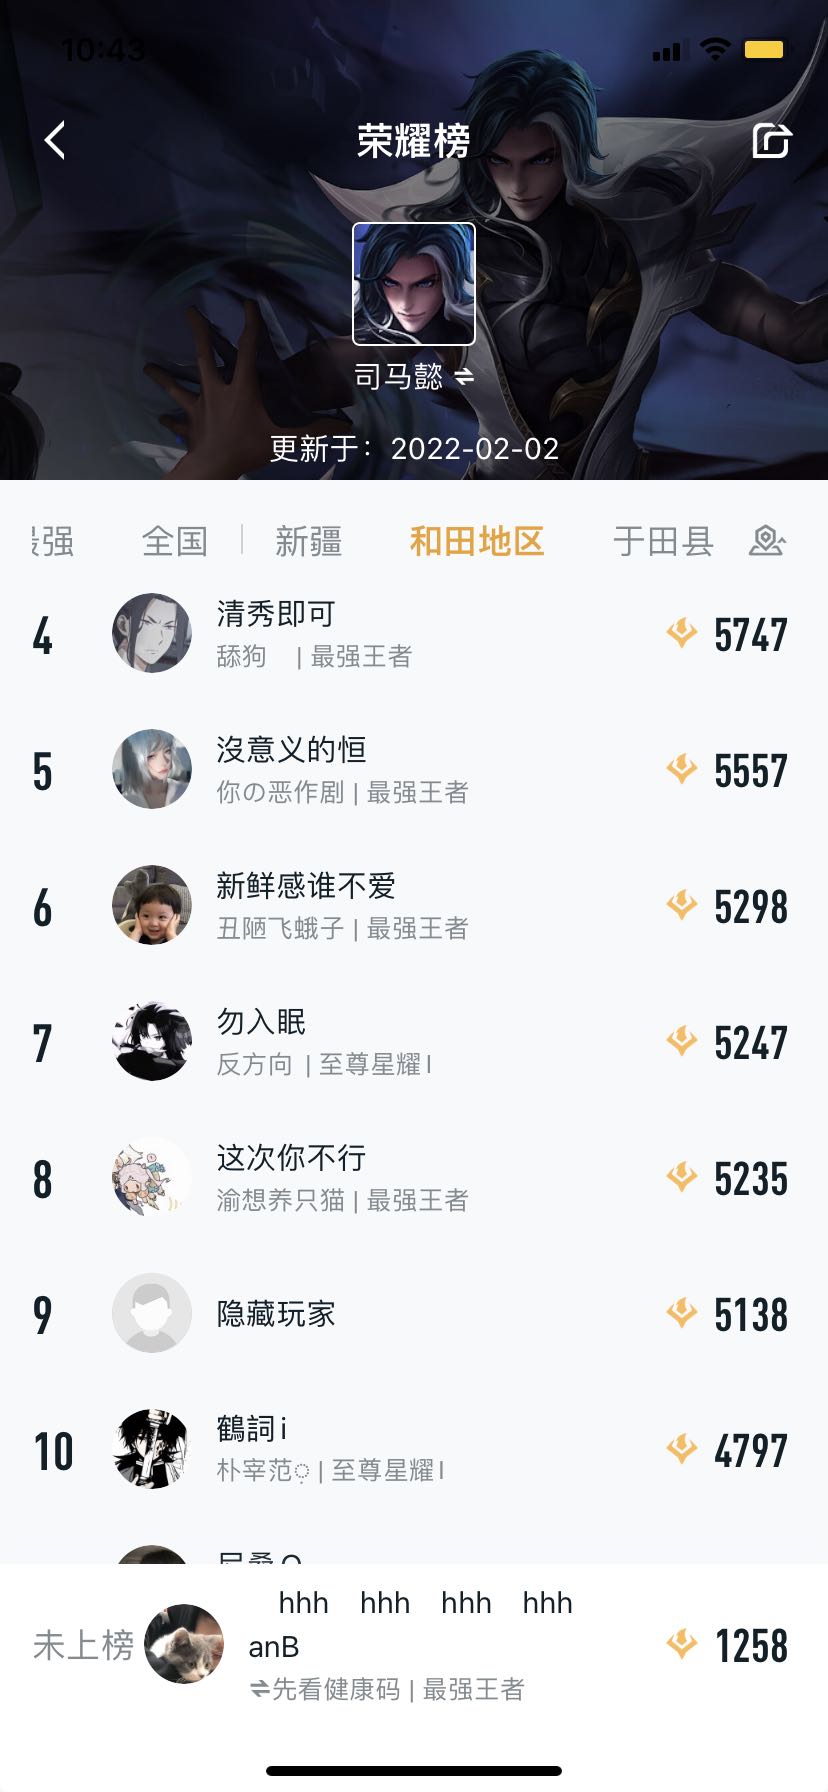 10:43
荣耀榜
司马懿
更新于：2022-02-02
强 全国 新疆 和田地区 于田县
4 清秀即可 5747
舔狗 | 最强王者
5 沒意义的恒 5557
你の恶作剧 | 最强王者
6 新鲜感谁不爱 5298
丑陋飞蛾子 | 最强王者
7 勿入眠 5247
反方向 | 至尊星耀I
8 这次你不行 5235
渝想养只猫 | 最强王者
9 隐藏玩家 5138
10 鶴詞i 4797
朴宰范 | 至尊星耀I
hhh hhh hhh hhh
未上榜 anB 1258
⇌先看健康码 | 最强王者